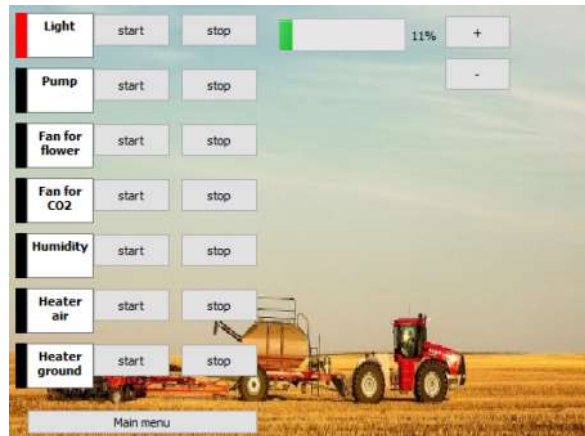 Light start stop 11% +
-
Pump start stop
Fan for
flower start stop
Fan for
CO2 start stop
Humidity start stop
Heater
air start stop
Heater
ground start stop
Main menu